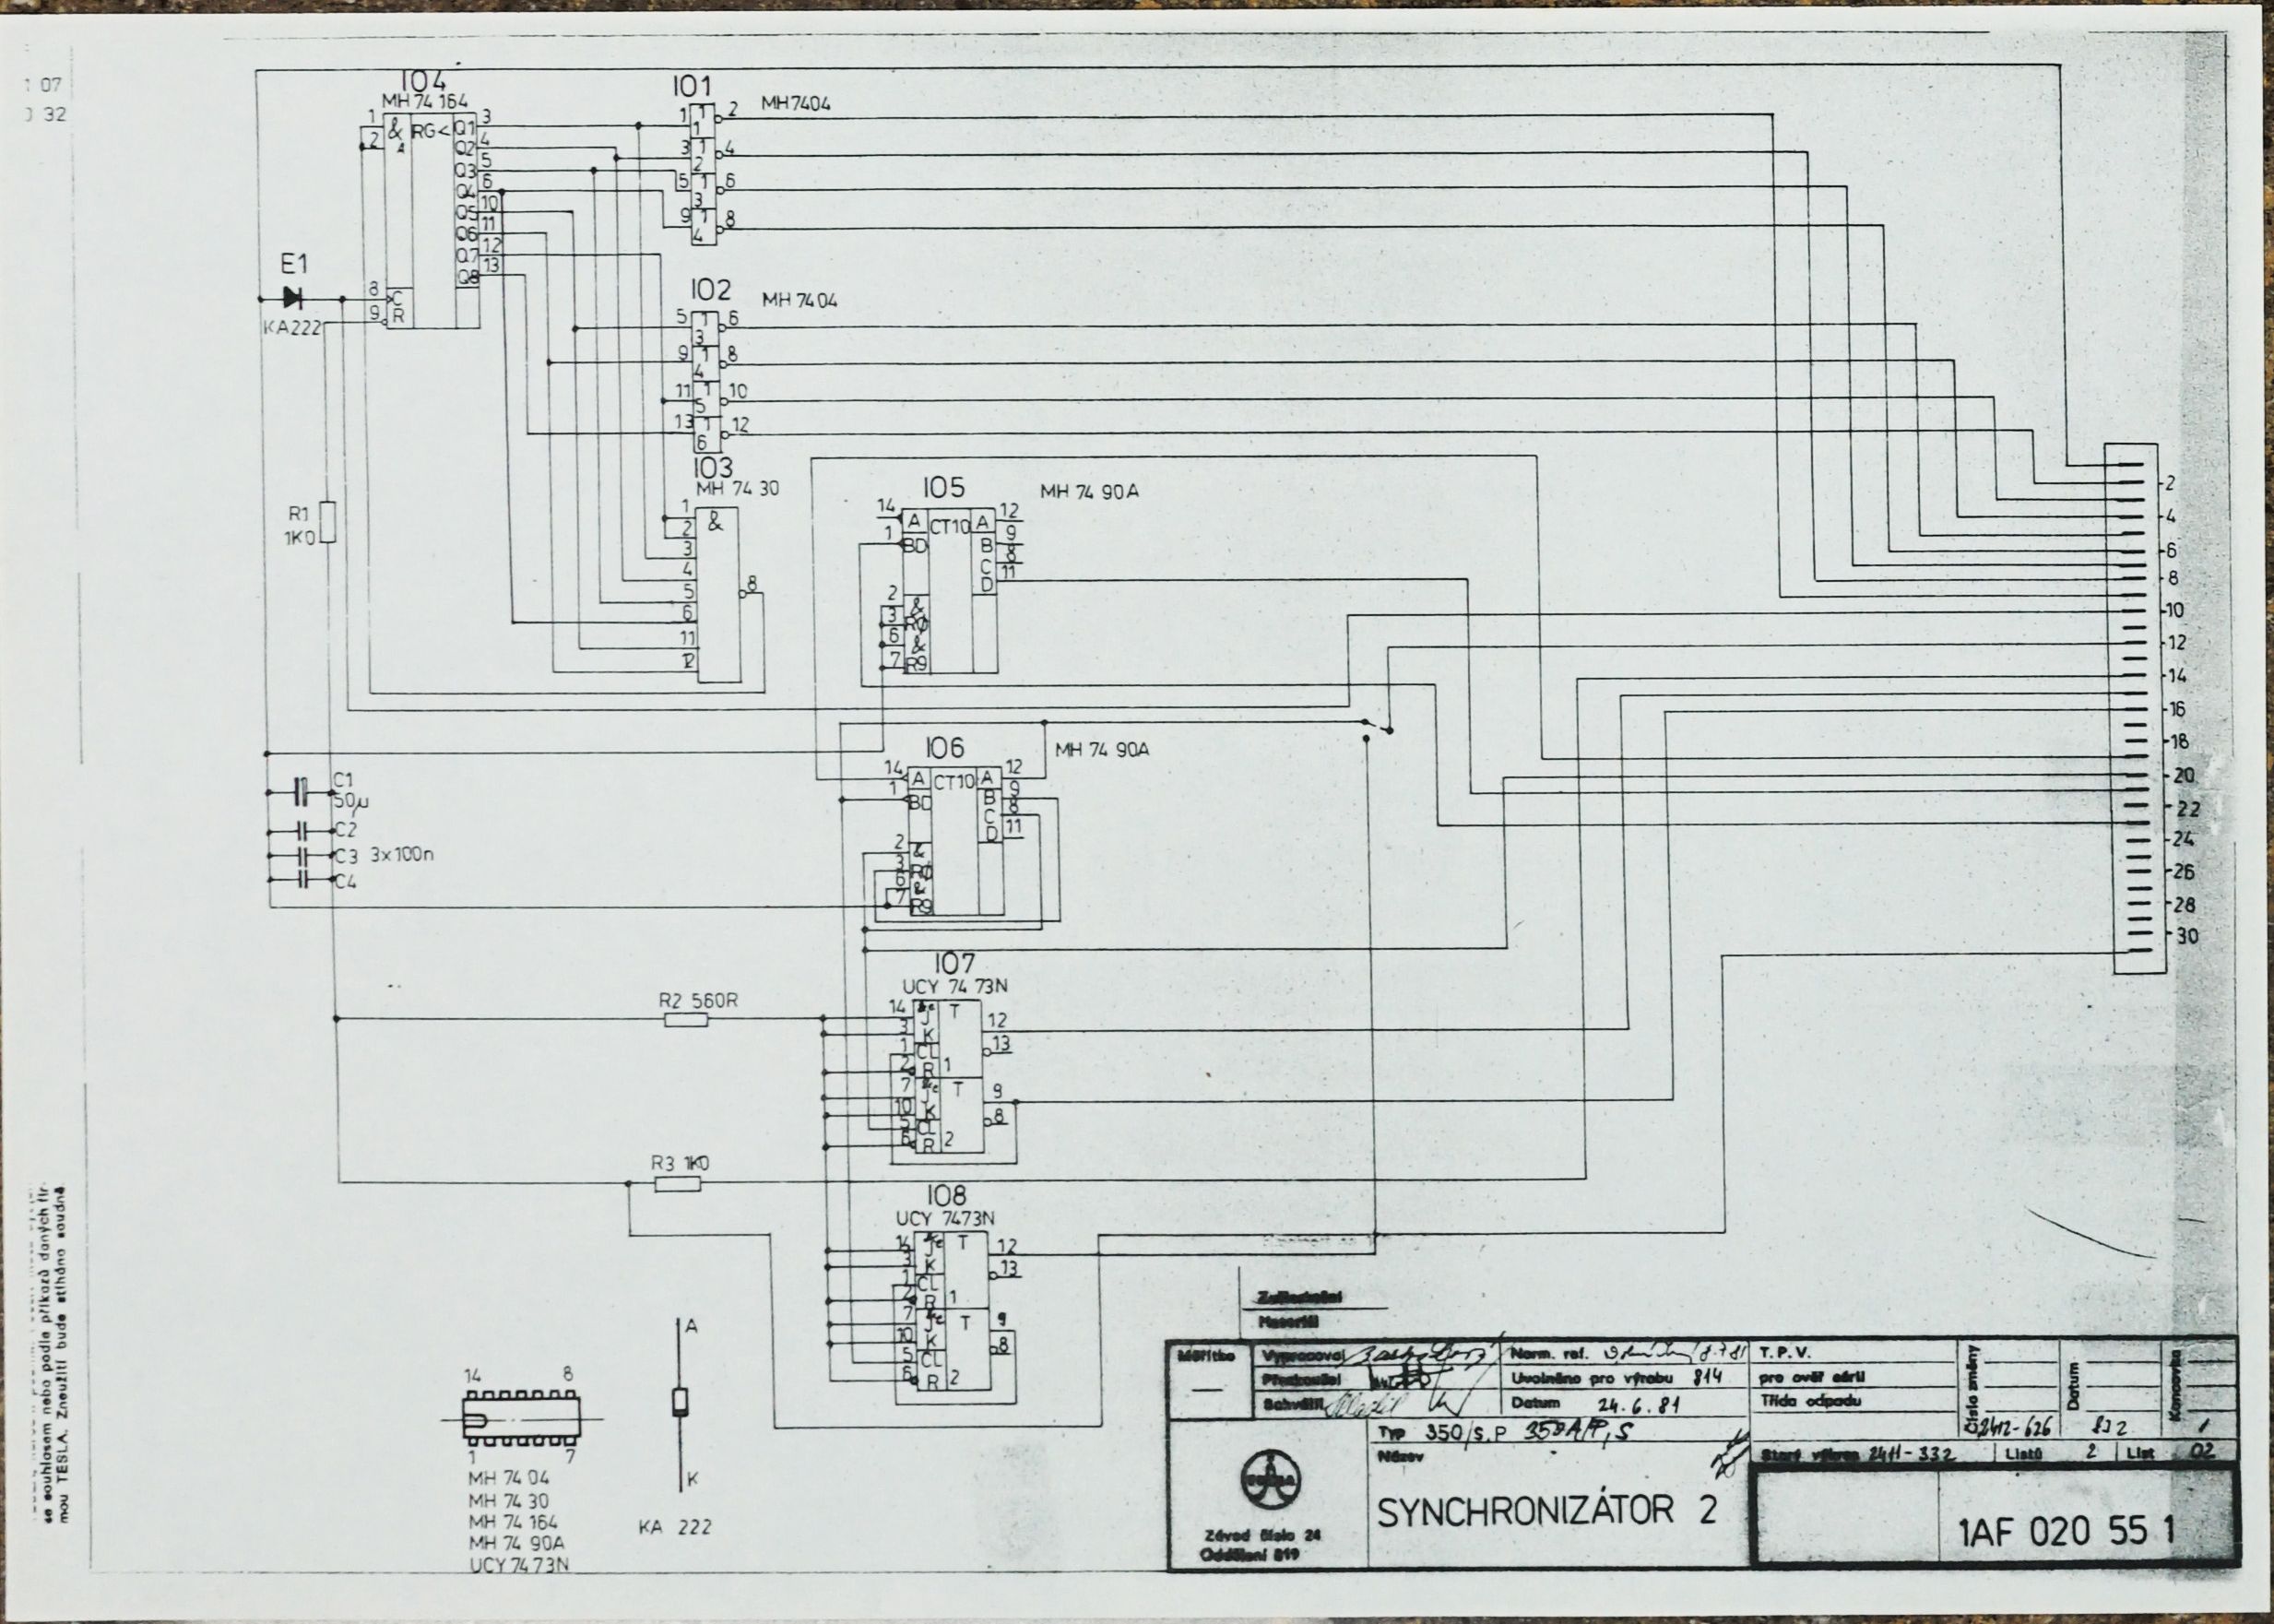 07
32
IO4
MH 74 164
1
2
&
RG<
Q1 3
Q2 4
Q3 5
Q4 6
Q5 10
Q6 11
Q7 12
Q8 13
8 C
9 R
E1
KA222
R1
1K0
IO1
MH7404
1 1 2
1
3 1 4
2
5 1 6
3
9 1 8
4
IO2
MH 7404
5 1 6
3
9 1 8
4
11 1 10
5
13 1 12
6
IO3
MH 74 30
1 &
2
3
4
5
6
11
12
8
IO5
MH 74 90A
14 A CT10 A 12
1 BD B 9
C 8
D 11
2 &
3 R0
6 &
7 R9
IO6
MH 74 90A
14 A CT10 A 12
1 BD B 9
C 8
D 11
2 &
3 R0
6 &
7 R9
C1
50µ
C2
C3 3x100n
C4
R2 560R
IO7
UCY 74 73N
14 J T 12
3 K
1 CL 13
2 R 1
7 J T 9
10 K
5 CL 8
6 R 2
R3 1K0
IO8
UCY 7473N
14 J T 12
3 K
1 CL 13
2 R 1
7 J T 9
10 K 8
5 CL
6 R 2
2
4
6
8
10
12
14
16
18
20
22
24
26
28
30
14 8
1 7
MH 74 04
MH 74 30
MH 74 164
MH 74 90A
UCY 7473N
A
K
KA 222
se souhlasem nebo podle příkazů daných fir-
mou TESLA. Zneužití bude stíháno soudně.
Materiál
Měřítko
—
Vypracoval
Přezkoušel
Schválil
Norm. ref. 8.7.81
Uvolněno pro výrobu 814
Datum 24.6.81
T.P.V.
pro ověř sérii
Třída odpadu
Číslo změny
2412-626
Datum
832
Koncovka
1
Typ 350/S,P 350A/P,S
Starý výkres 2411-332 Listů 2 List 02
Název
SYNCHRONIZÁTOR 2
TESLA
Závod číslo 24
Oddělení 819
1AF 020 55 1